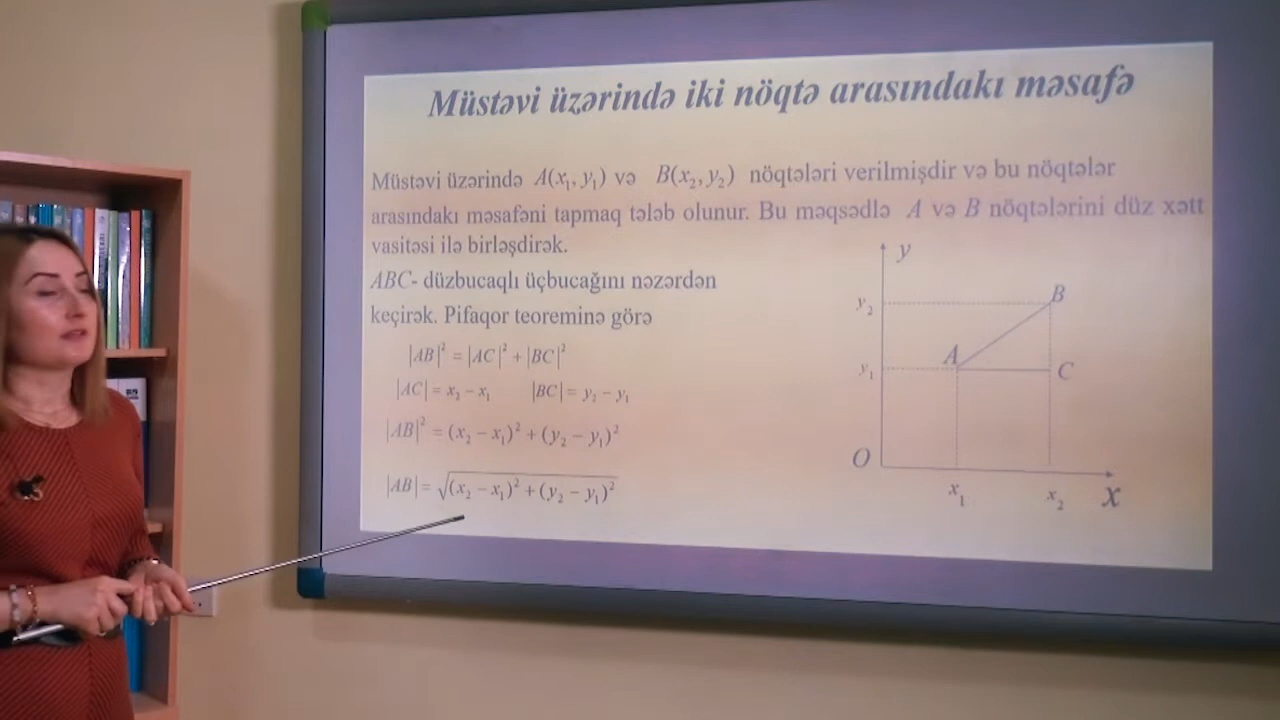 Müstəvi üzərində iki nöqtə arasındakı məsafə
Müstəvi üzərində A(x₁, y₁) və B(x₂, y₂) nöqtələri verilmişdir və bu nöqtələr
arasındakı məsafəni tapmaq tələb olunur. Bu məqsədlə A və B nöqtələrini düz xətt
vasitəsi ilə birləşdirək.
ABC- düzbucaqlı üçbucağını nəzərdən
keçirək. Pifaqor teoreminə görə
|AB|² = |AC|² + |BC|²
|AC| = x₂ − x₁ |BC| = y₂ − y₁
|AB|² = (x₂ − x₁)² + (y₂ − y₁)²
|AB| = √(x₂ − x₁)² + (y₂ − y₁)²
y
y₂ B
y₁ A C
O
x₁ x₂ x